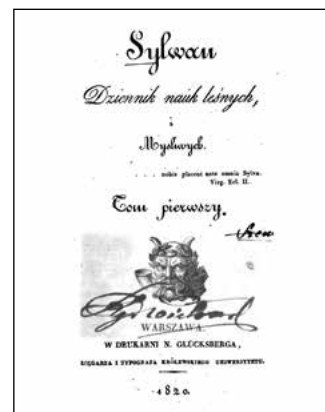 Sylwan
Dziennik nauk leśnych,
i
Myśliwych.
. . . nobis placent ante omnia Sylvæ.
Virg. Ecl. II.
Tom pierwszy.
WARSZAWA.
W DRUKARNI N. GLÜCKSBERGA,
KSIĘGARZA I TYPOGRAFA KRÓLEWSKIEGO UNIWERSYTETU.
1820.